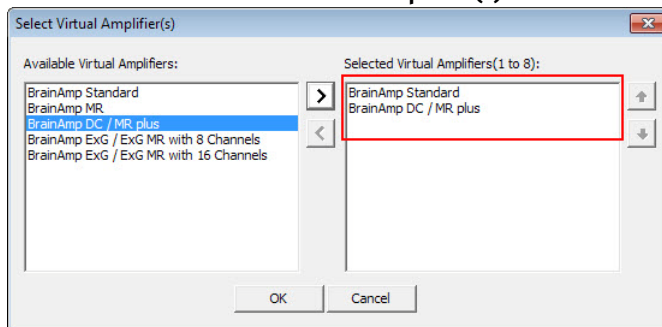 Select Virtual Amplifier(s)
Available Virtual Amplifiers:
BrainAmp Standard
BrainAmp MR
BrainAmp DC / MR plus
BrainAmp ExG / ExG MR with 8 Channels
BrainAmp ExG / ExG MR with 16 Channels
>
<
Selected Virtual Amplifiers(1 to 8):
BrainAmp Standard
BrainAmp DC / MR plus
OK
Cancel